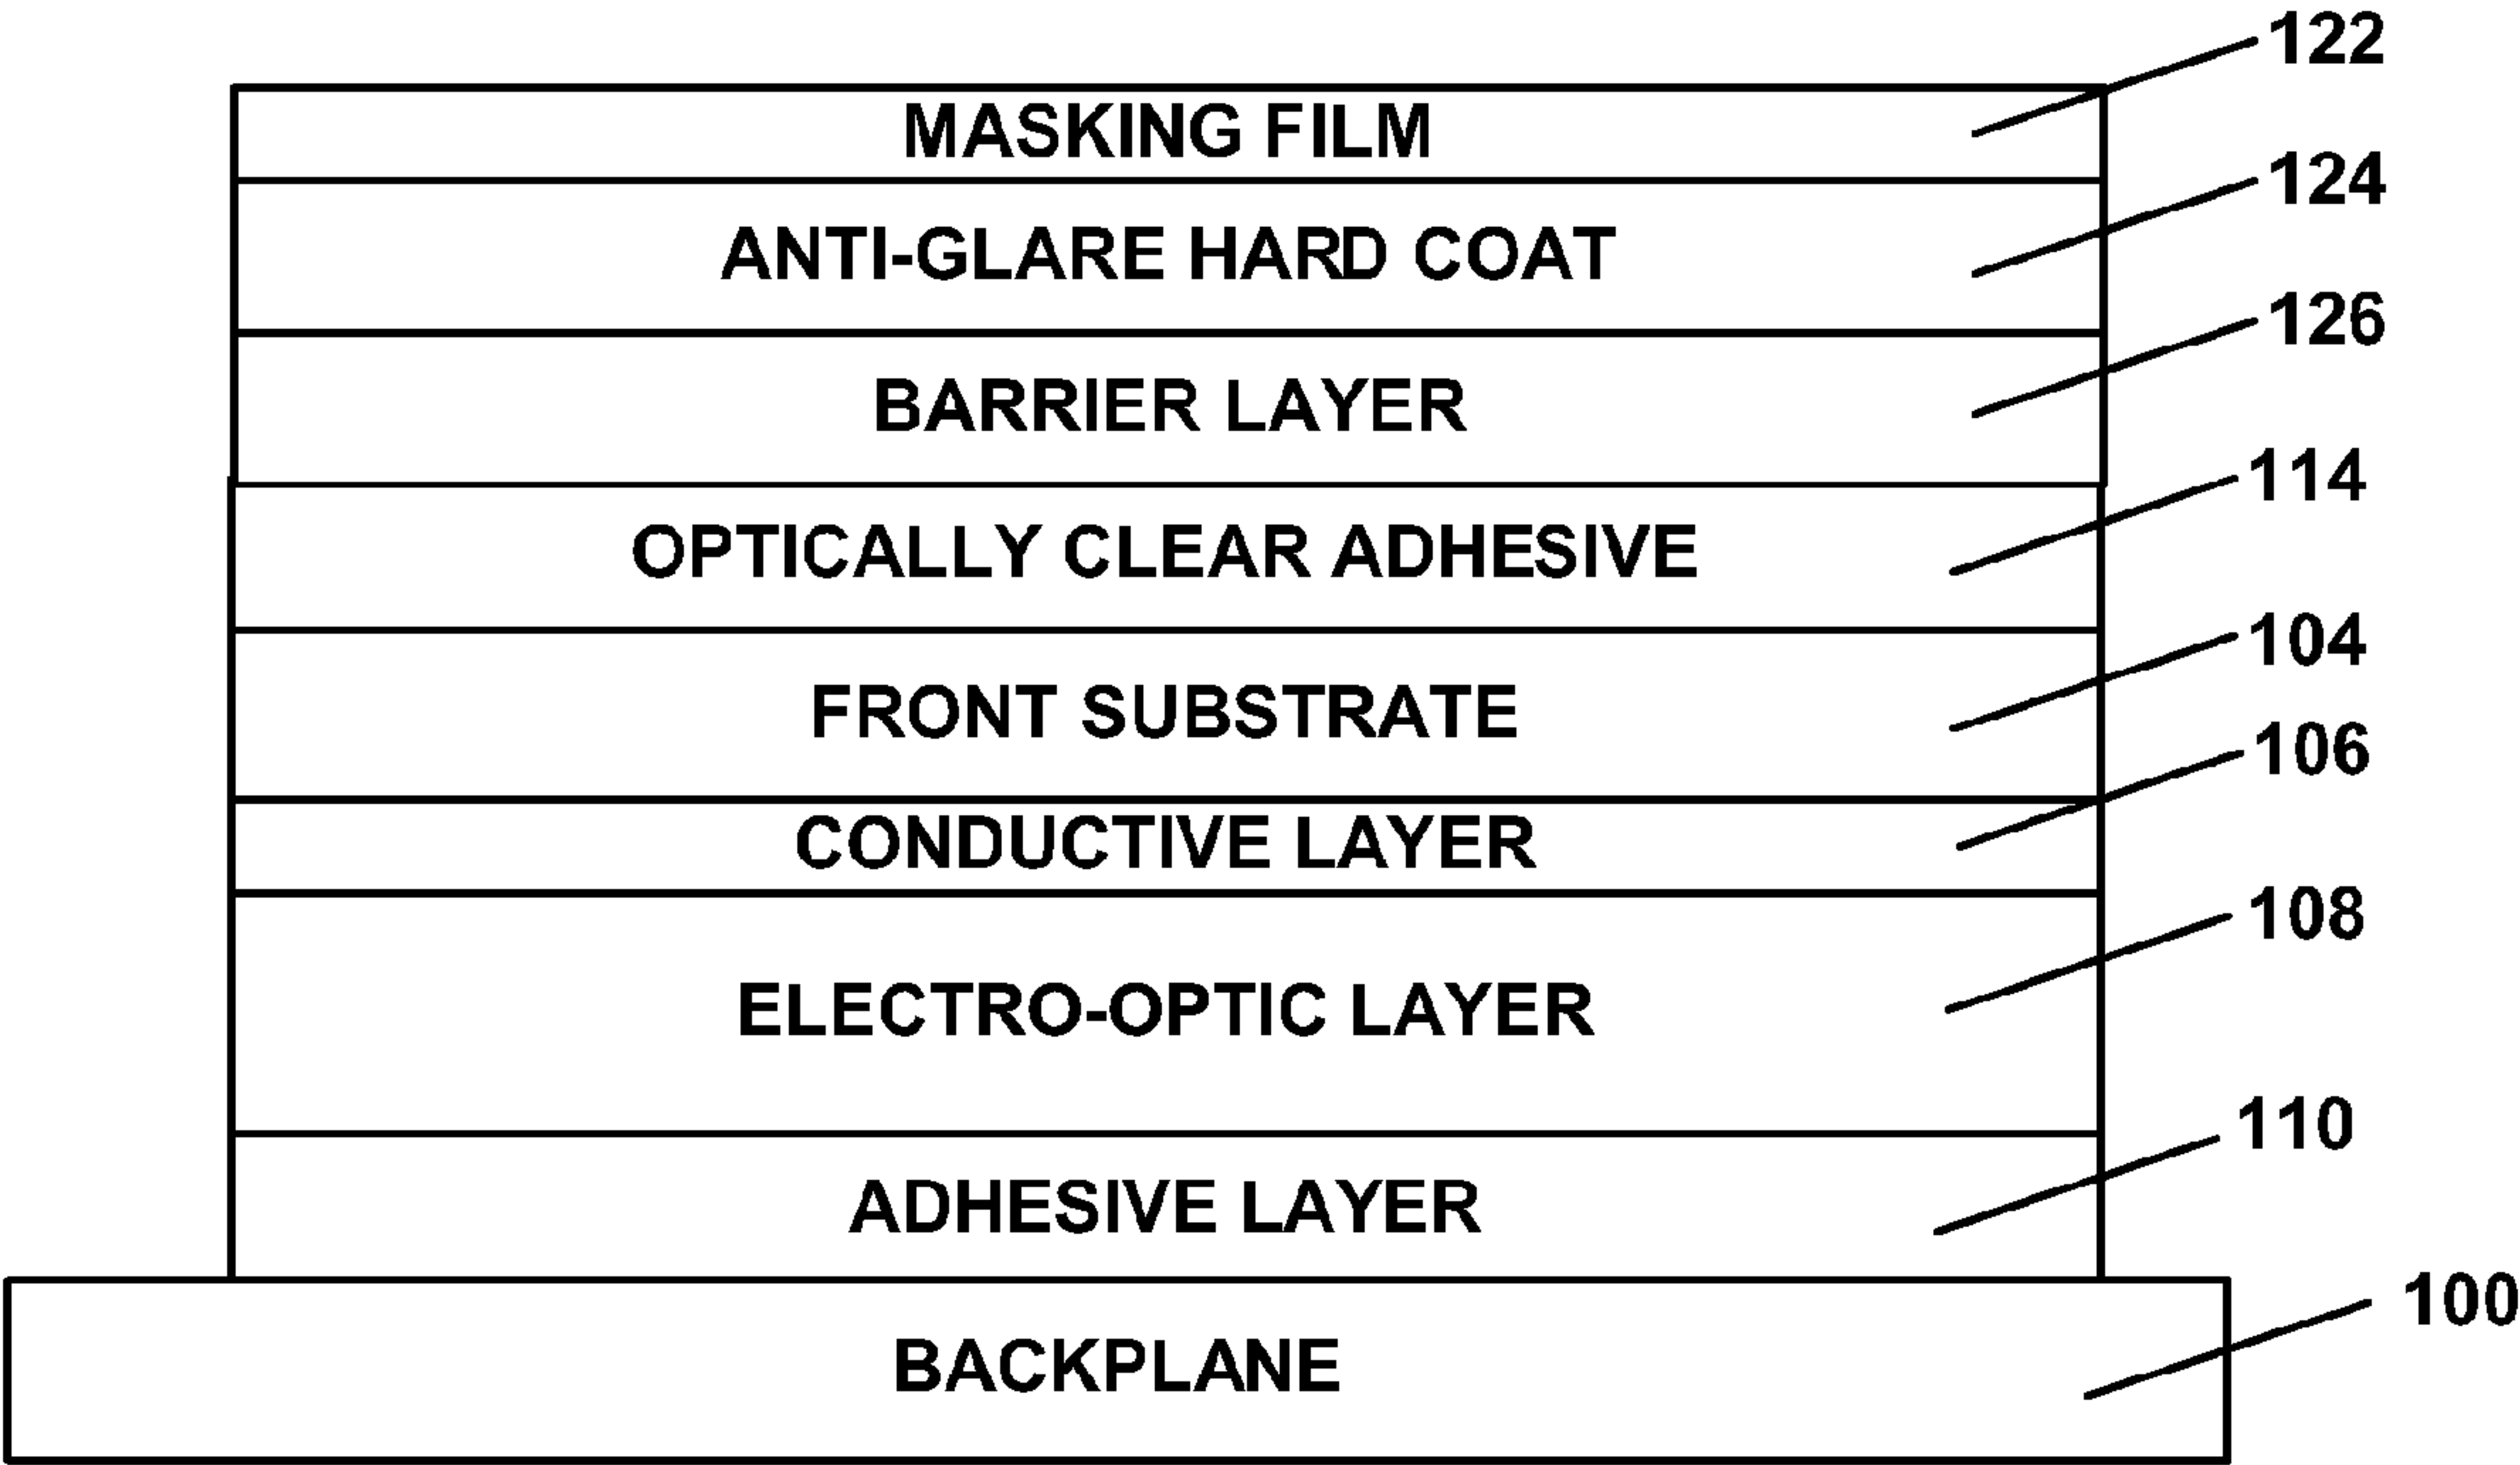 122
MASKING FILM
124
ANTI-GLARE HARD COAT
126
BARRIER LAYER
114
OPTICALLY CLEAR ADHESIVE
104
FRONT SUBSTRATE
106
CONDUCTIVE LAYER
108
ELECTRO-OPTIC LAYER
110
ADHESIVE LAYER
100
BACKPLANE